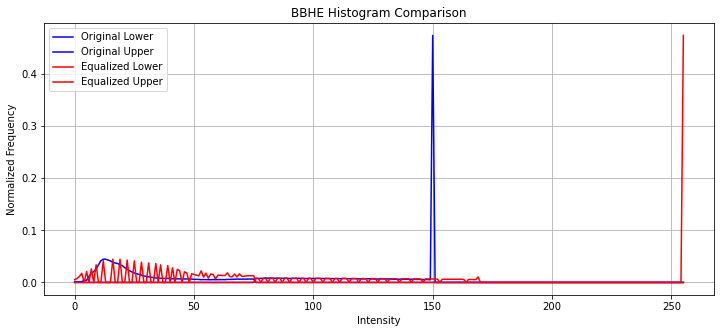 BBHE Histogram Comparison
Original Lower
Original Upper
Equalized Lower
Equalized Upper
Normalized Frequency
0.4
0.3
0.2
0.1
0.0
0 50 100 150 200 250
Intensity